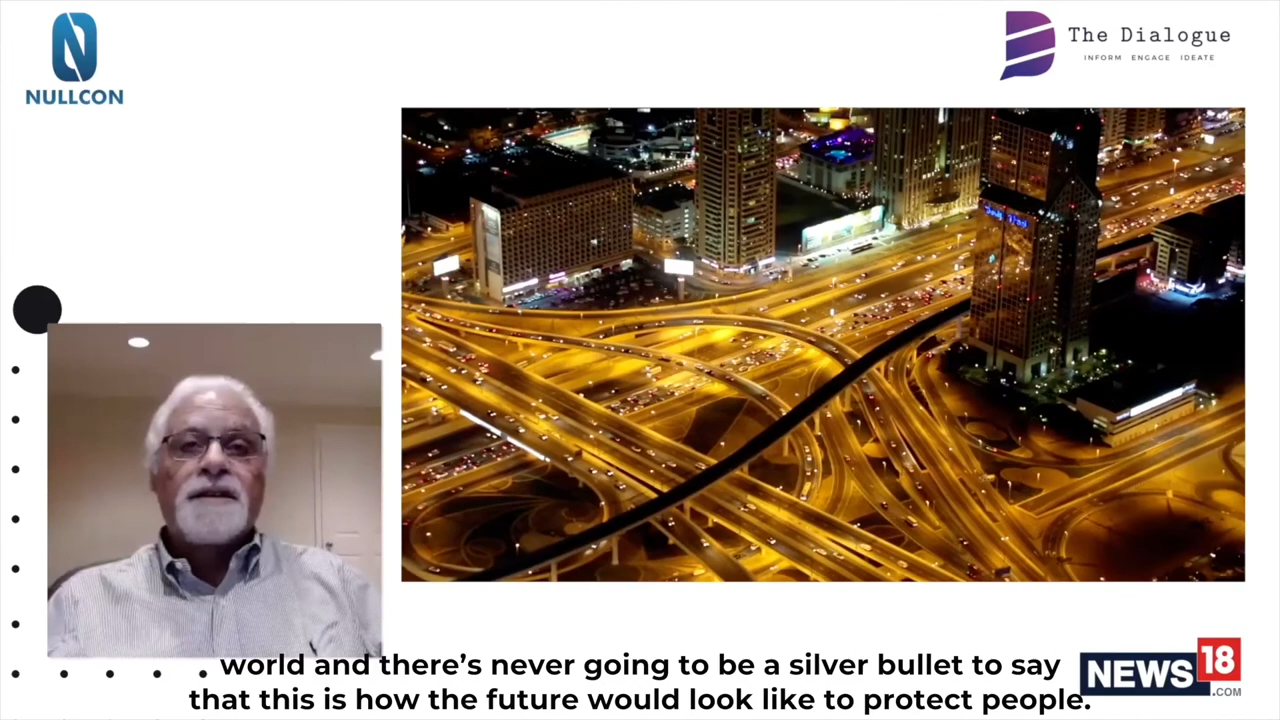 NULLCON
The Dialogue
INFORM ENGAGE IDEATE
world and there's never going to be a silver bullet to say
that this is how the future would look like to protect people.
NEWS18
.COM